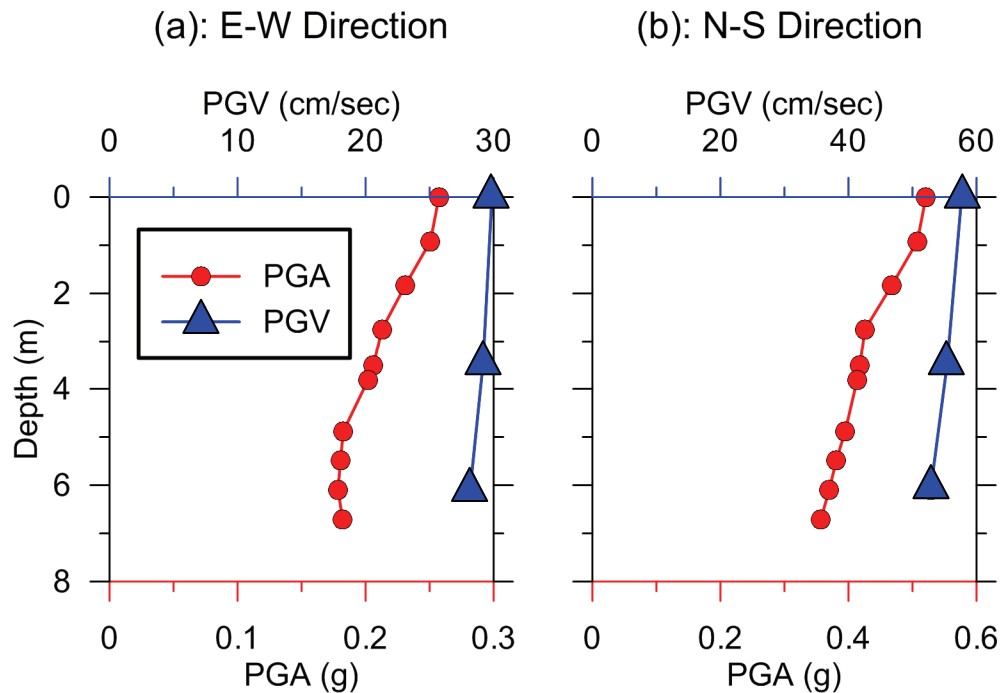 (a): E-W Direction
(b): N-S Direction
PGV (cm/sec)
PGV (cm/sec)
0 10 20 30
0 20 40 60
0
2
4
6
8
Depth (m)
PGA
PGV
0 0.1 0.2 0.3
0 0.2 0.4 0.6
PGA (g)
PGA (g)